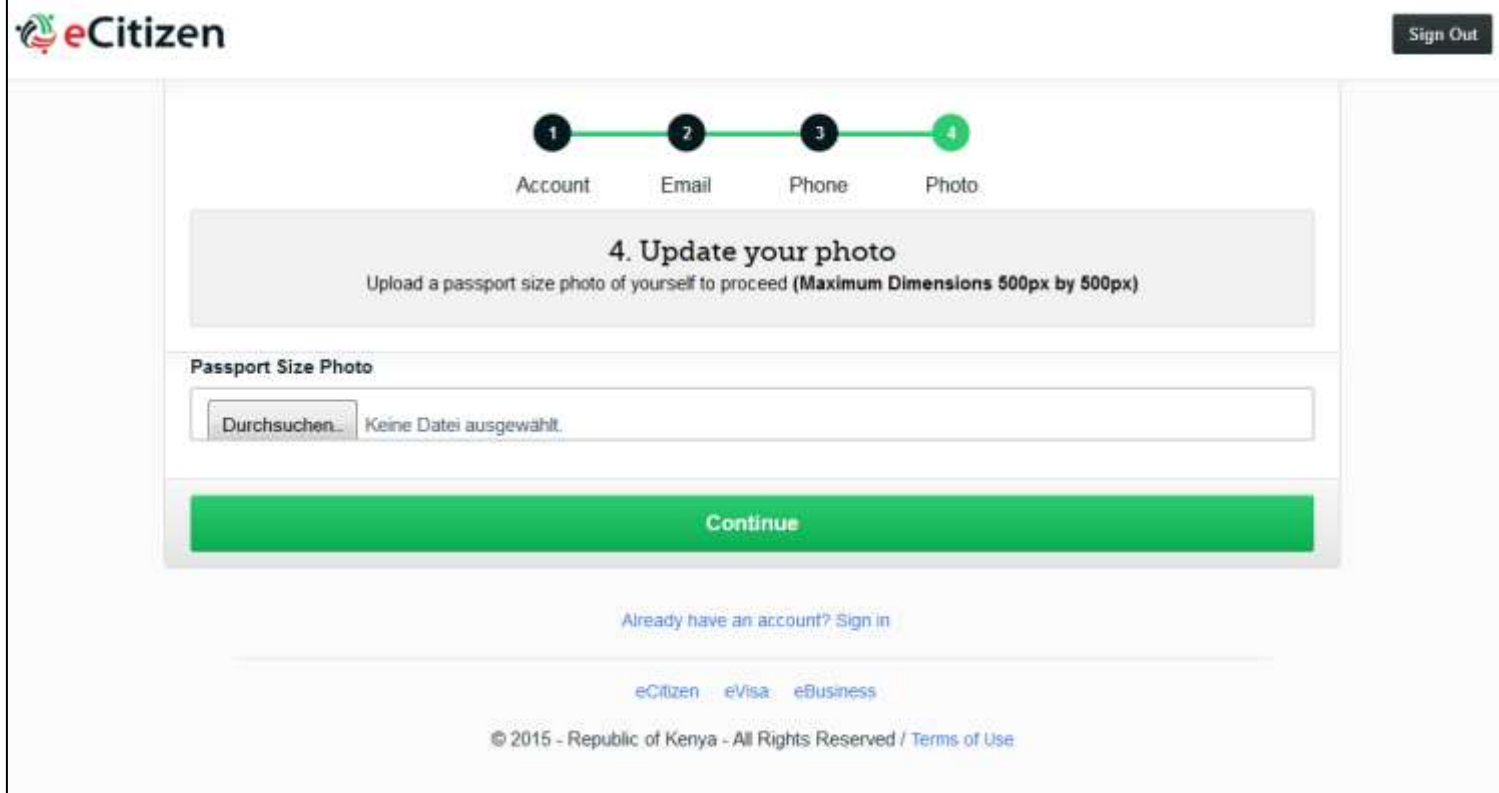 eCitizen
Sign Out
1 2 3 4
Account Email Phone Photo
4. Update your photo
Upload a passport size photo of yourself to proceed (Maximum Dimensions 500px by 500px)
Passport Size Photo
Durchsuchen.. Keine Datei ausgewählt.
Continue
Already have an account? Sign in
eCitizen eVisa eBusiness
© 2015 - Republic of Kenya - All Rights Reserved / Terms of Use